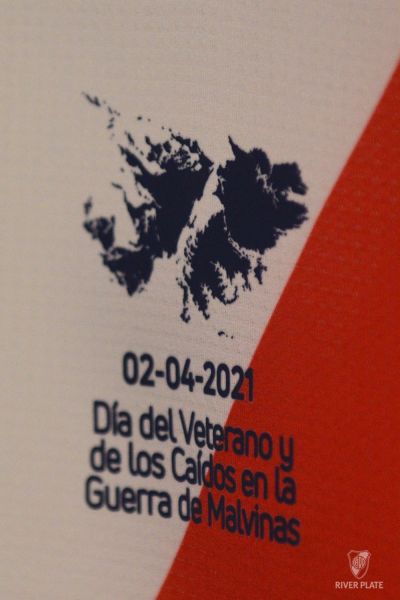 02-04-2021
Día del Veterano y
de los Caídos en la
Guerra de Malvinas
RIVER PLATE